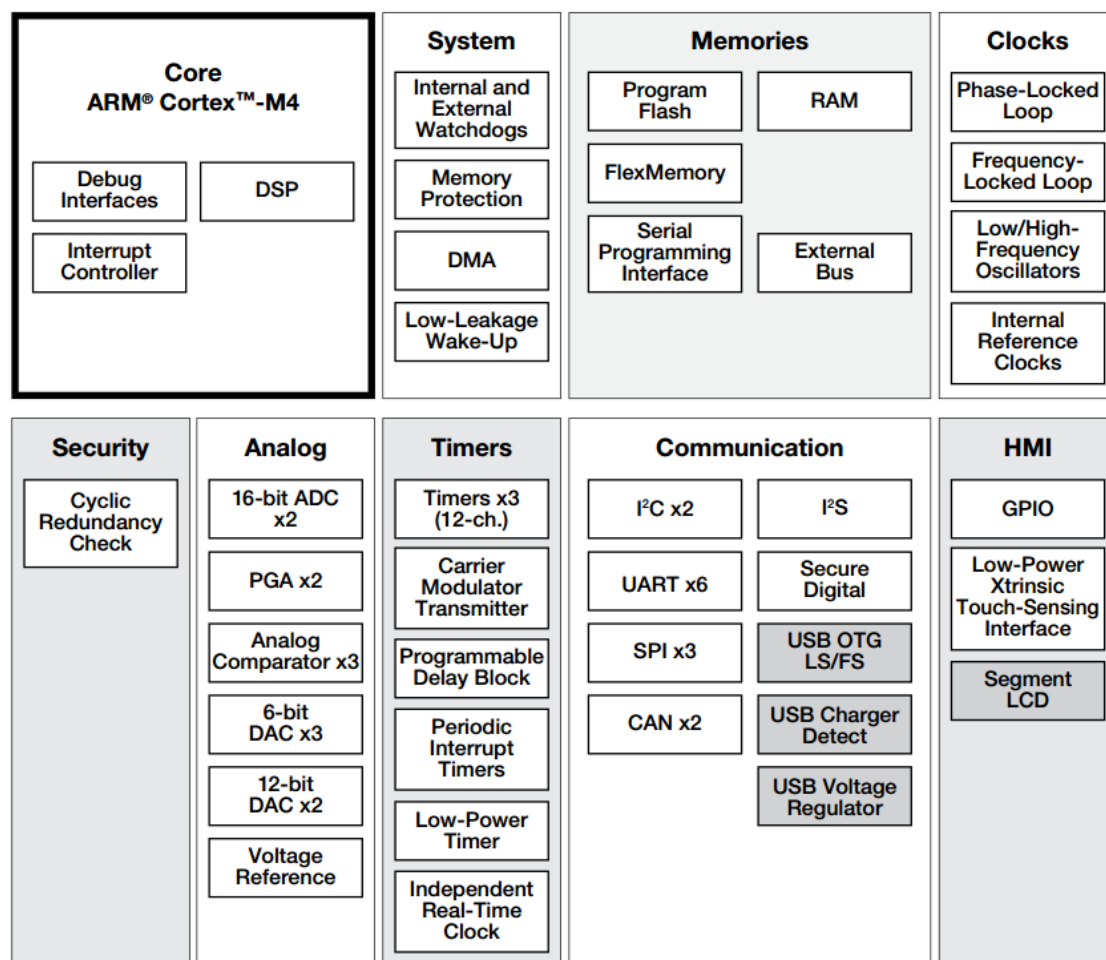 Core
ARM® Cortex™-M4
Debug
Interfaces
DSP
Interrupt
Controller
System
Internal and
External
Watchdogs
Memory
Protection
DMA
Low-Leakage
Wake-Up
Memories
Program
Flash
RAM
FlexMemory
Serial
Programming
Interface
External
Bus
Clocks
Phase-Locked
Loop
Frequency-
Locked Loop
Low/High-
Frequency
Oscillators
Internal
Reference
Clocks
Security
Cyclic
Redundancy
Check
Analog
16-bit ADC
x2
PGA x2
Analog
Comparator x3
6-bit
DAC x3
12-bit
DAC x2
Voltage
Reference
Timers
Timers x3
(12-ch.)
Carrier
Modulator
Transmitter
Programmable
Delay Block
Periodic
Interrupt
Timers
Low-Power
Timer
Independent
Real-Time
Clock
Communication
I²C x2
I²S
UART x6
Secure
Digital
SPI x3
USB OTG
LS/FS
CAN x2
USB Charger
Detect
USB Voltage
Regulator
HMI
GPIO
Low-Power
Xtrinsic
Touch-Sensing
Interface
Segment
LCD